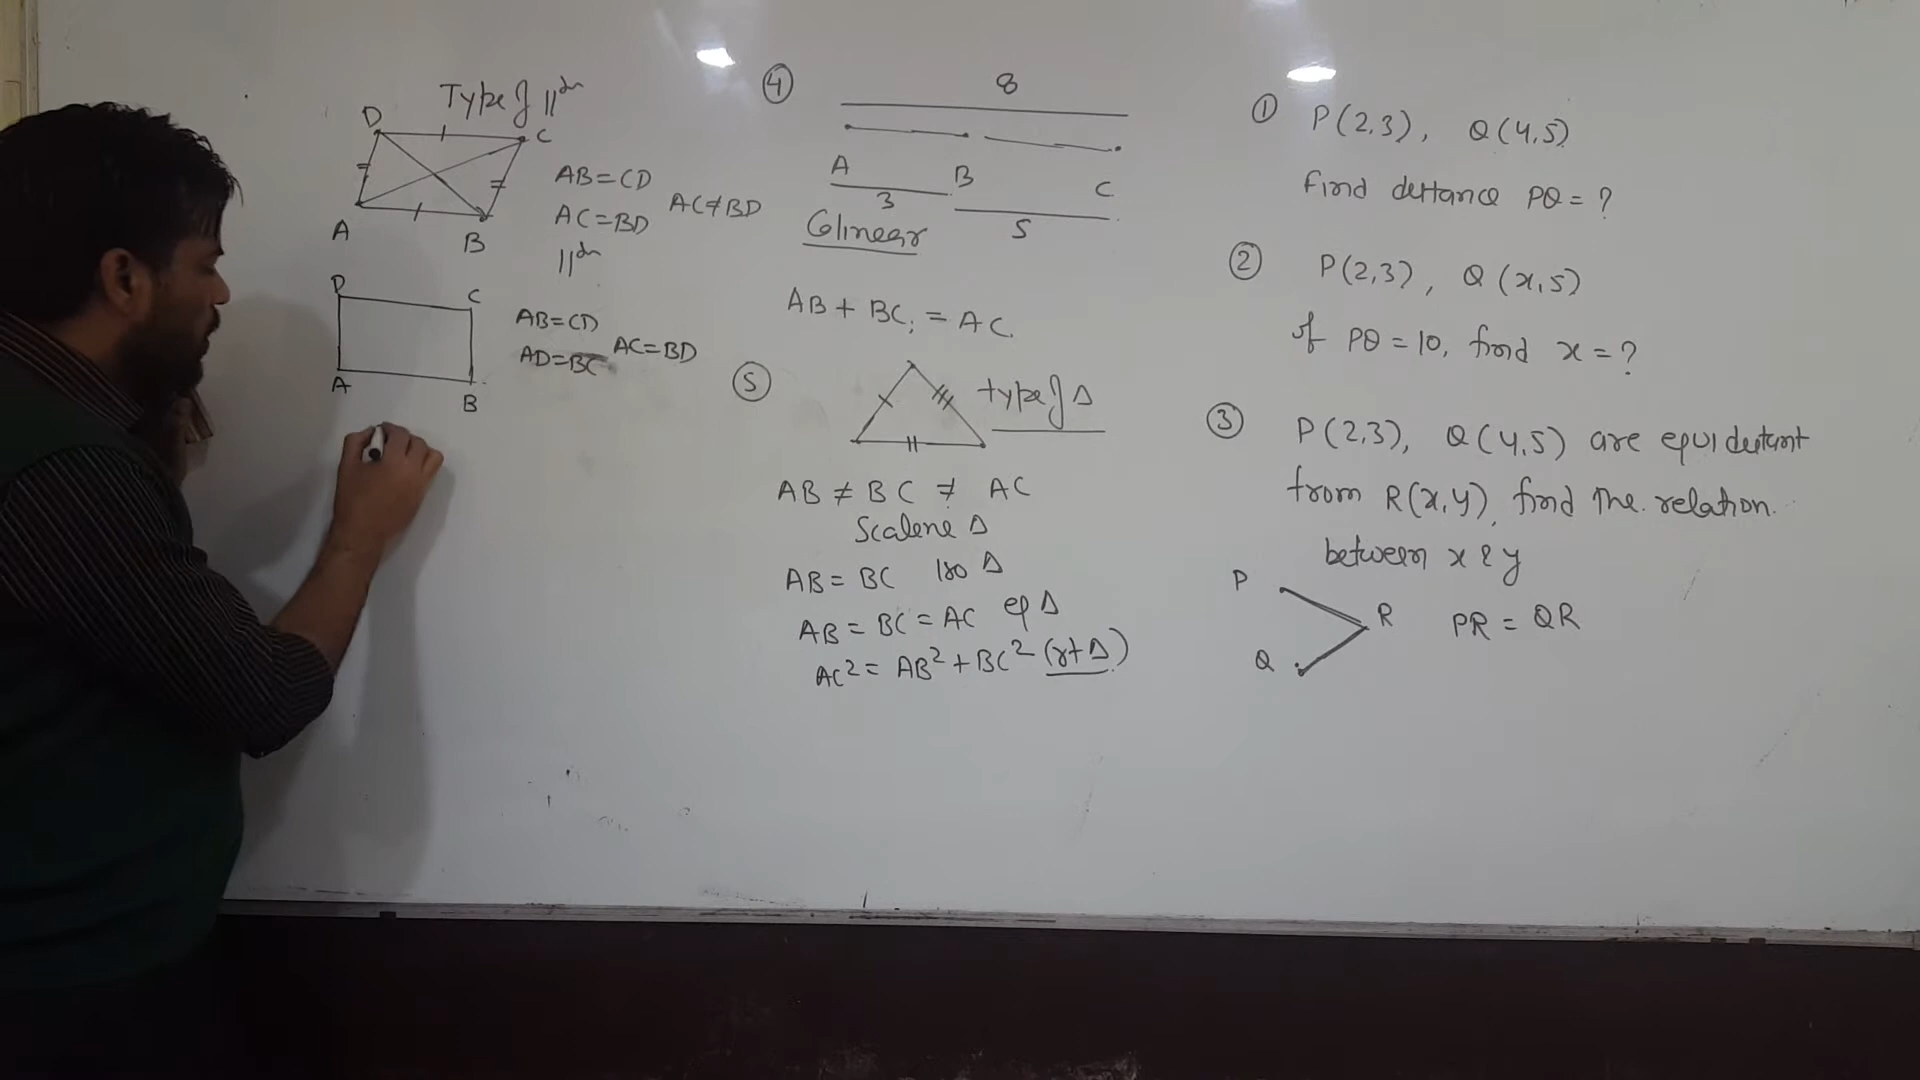 Type of ||gm
D
C
A
B
AB = CD
AC = BD
AC ≠ BD
||gm
D
C
A
B
AB = CD
AD = BC
AC = BD
④
8
A
B
C
3
5
Colinear
AB + BC = AC
⑤
type of Δ
AB ≠ BC ≠ AC
Scalene Δ
AB = BC iso Δ
AB = BC = AC eq Δ
AC² = AB² + BC² (rt Δ)
① P(2,3), Q(4,5)
find distance PQ = ?
② P(2,3), Q(x,5)
if PQ = 10, find x = ?
③ P(2,3), Q(4,5) are equidistant
from R(x,y), find the relation
between x & y
P
R
Q
PR = QR